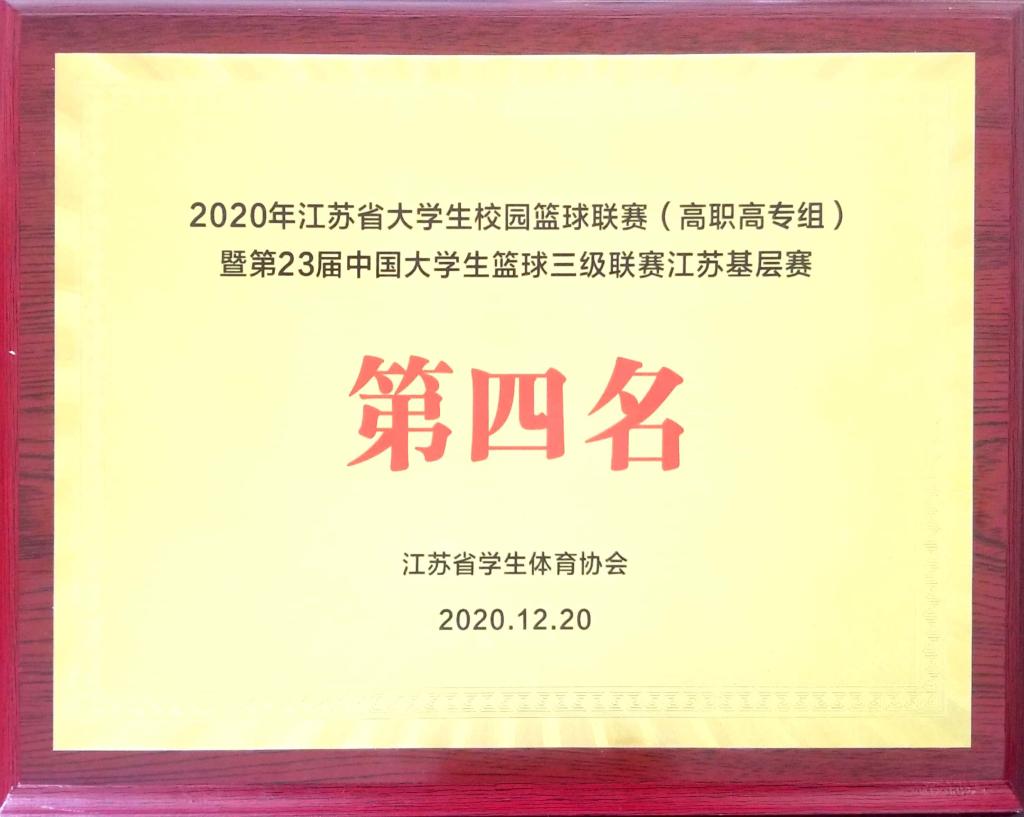 2020年江苏省大学生校园篮球联赛（高职高专组）
暨第23届中国大学生篮球三级联赛江苏基层赛
第四名
江苏省学生体育协会
2020.12.20